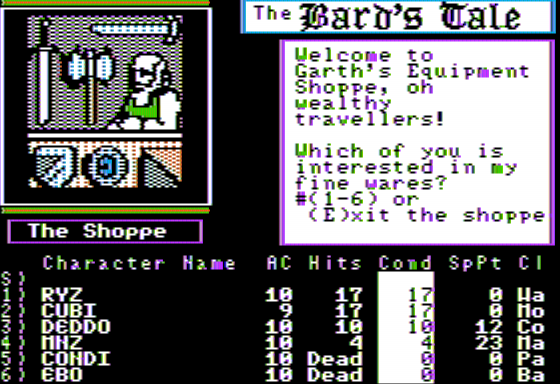 The Bard's Tale
Welcome to
Garth's Equipment
Shoppe, oh
wealthy
travellers!
Which of you is
interested in my
fine wares?
#(1-6) or
(E)xit the shoppe
The Shoppe
Character Name AC Hits Cond SpPt Cl
S)
1) RYZ 10 17 17 0 Wa
2) CUBI 9 17 17 0 Mo
3) DEDDO 10 10 10 12 Co
4) MNZ 10 4 4 23 Ma
5) CONDI 10 Dead 0 0 Pa
6) EBO 10 Dead 0 0 Ba